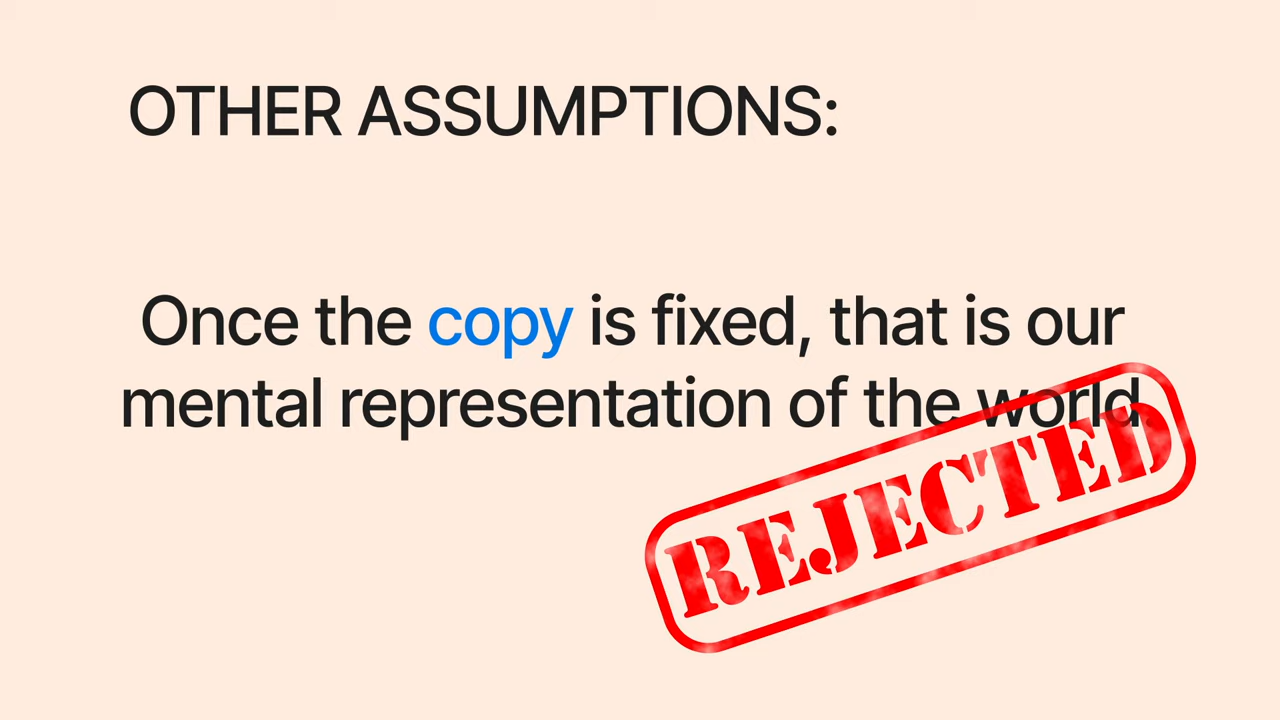 OTHER ASSUMPTIONS:
Once the copy is fixed, that is our
mental representation of the world
REJECTED